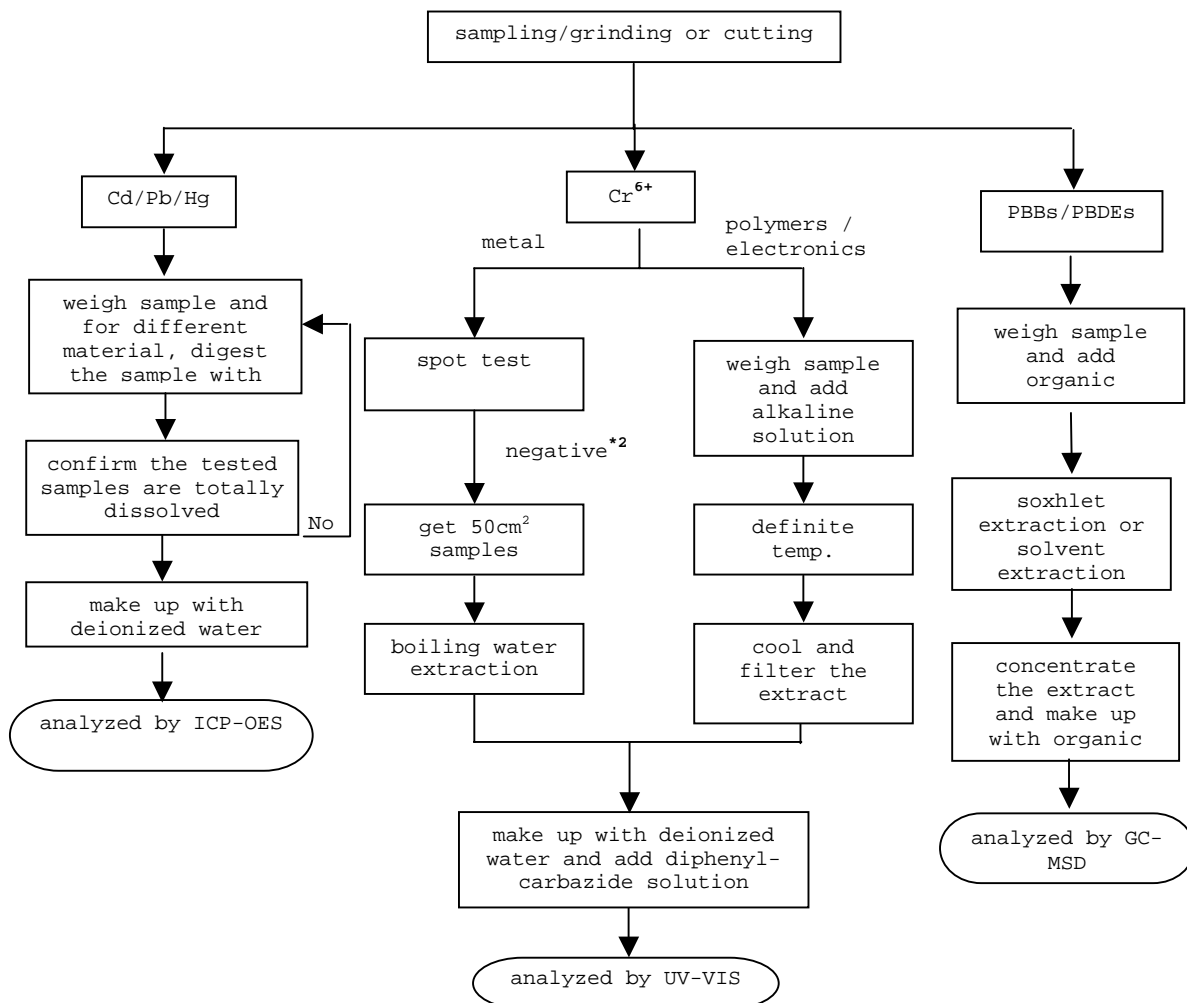 sampling/grinding or cutting
Cd/Pb/Hg
weigh sample and
for different
material, digest
the sample with
confirm the tested
samples are totally
dissolved
No
make up with
deionized water
analyzed by ICP-OES
Cr⁶⁺
metal
polymers /
electronics
spot test
negative*²
get 50cm²
samples
boiling water
extraction
weigh sample
and add
alkaline
solution
definite
temp.
cool and
filter the
extract
make up with deionized
water and add diphenyl-
carbazide solution
analyzed by UV-VIS
PBBs/PBDEs
weigh sample
and add
organic
soxhlet
extraction or
solvent
extraction
concentrate
the extract
and make up
with organic
analyzed by GC-
MSD